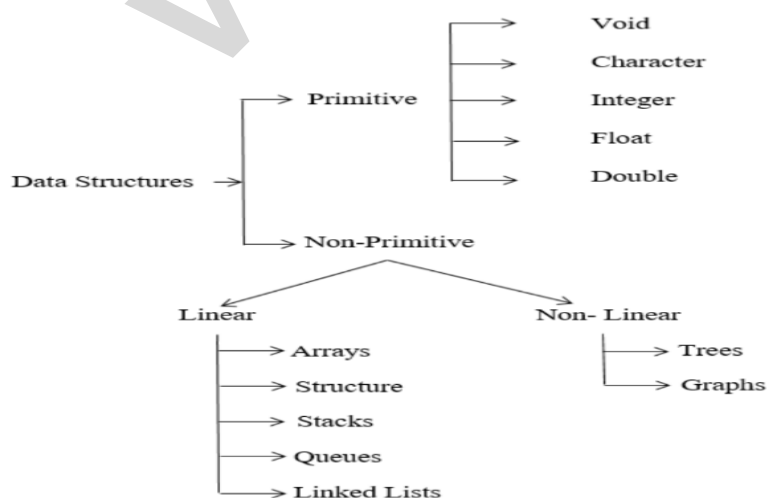 Void
Character
Primitive
Integer
Float
Data Structures
Double
Non-Primitive
Linear
Non- Linear
Arrays
Trees
Structure
Graphs
Stacks
Queues
Linked Lists